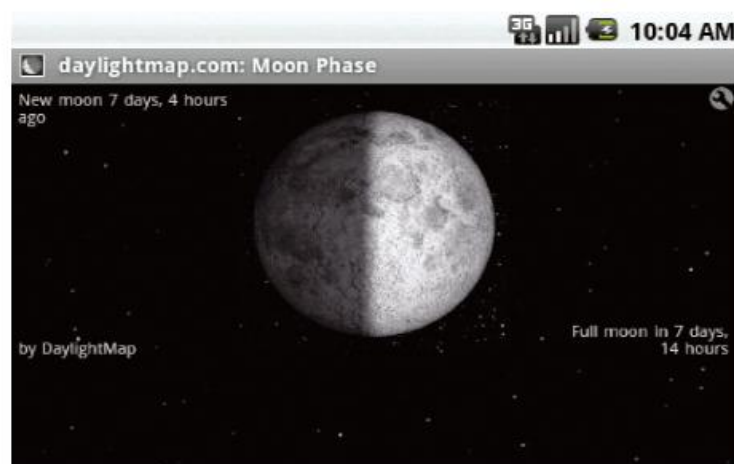 3G 10:04 AM
daylightmap.com: Moon Phase
New moon 7 days, 4 hours
ago
Full moon in 7 days,
14 hours
by DaylightMap